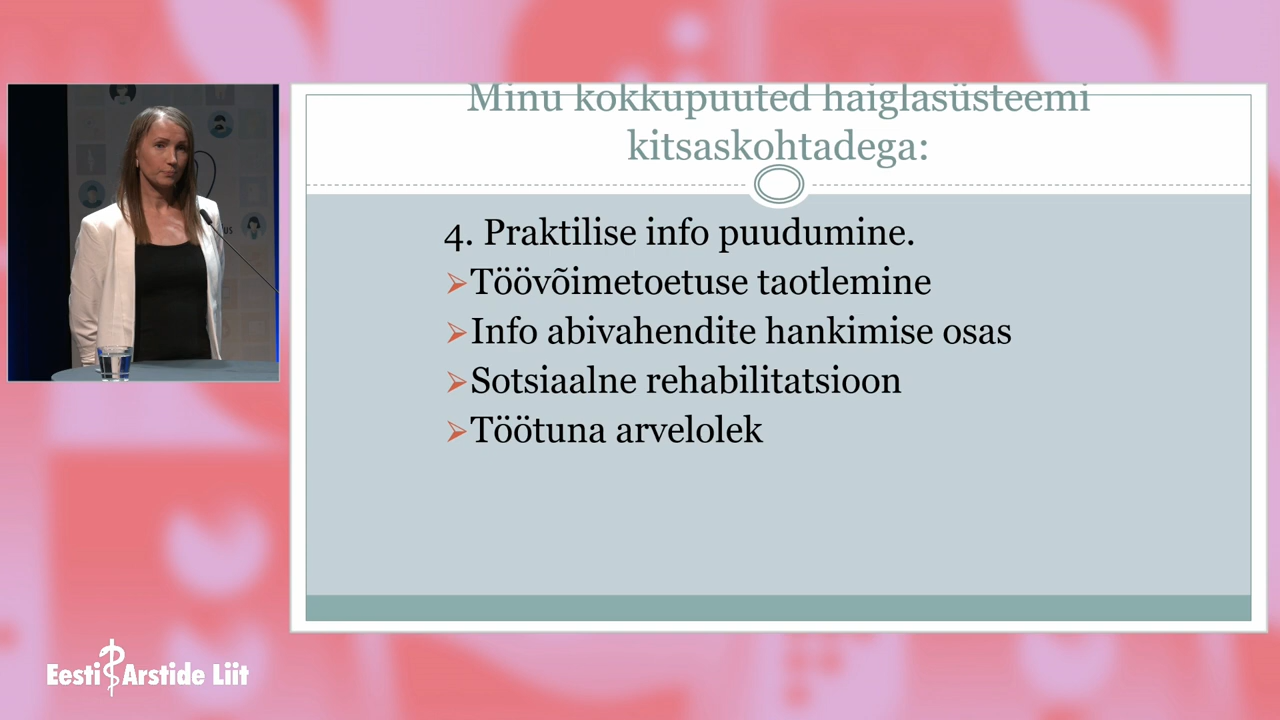 Minu kokkupuuted haiglasüsteemi
kitsaskohtadega:
4. Praktilise info puudumine.
➢Töövõimetoetuse taotlemine
➢Info abivahendite hankimise osas
➢Sotsiaalne rehabilitatsioon
➢Töötuna arvelolek
Eesti Arstide Liit